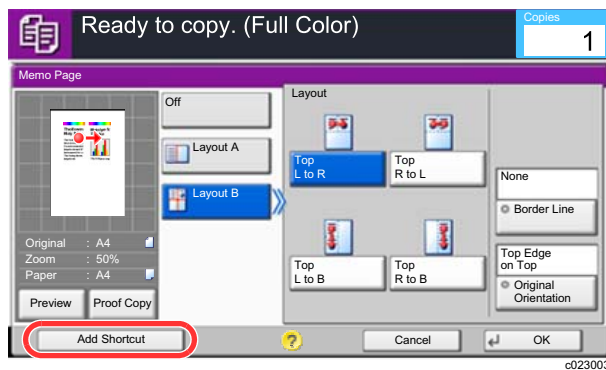 Ready to copy. (Full Color)
Copies
1
Memo Page
Off
Layout A
Layout B
Layout
Top
L to R
Top
R to L
Top
L to B
Top
R to B
None
Border Line
Top Edge
on Top
Original
Orientation
Original : A4
Zoom : 50%
Paper : A4
Preview
Proof Copy
Add Shortcut
?
Cancel
OK
c023003